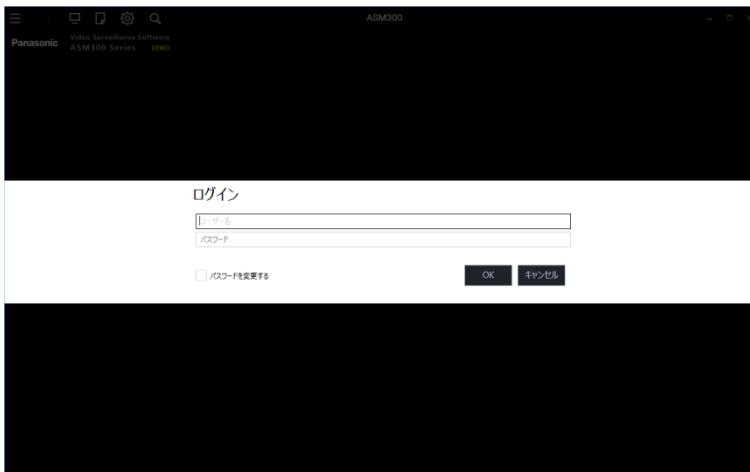 ASM300
Panasonic
Video Surveillance Software
ASM300 Series DEMO
ログイン
ユーザー名
パスワード
パスワードを変更する
OK キャンセル